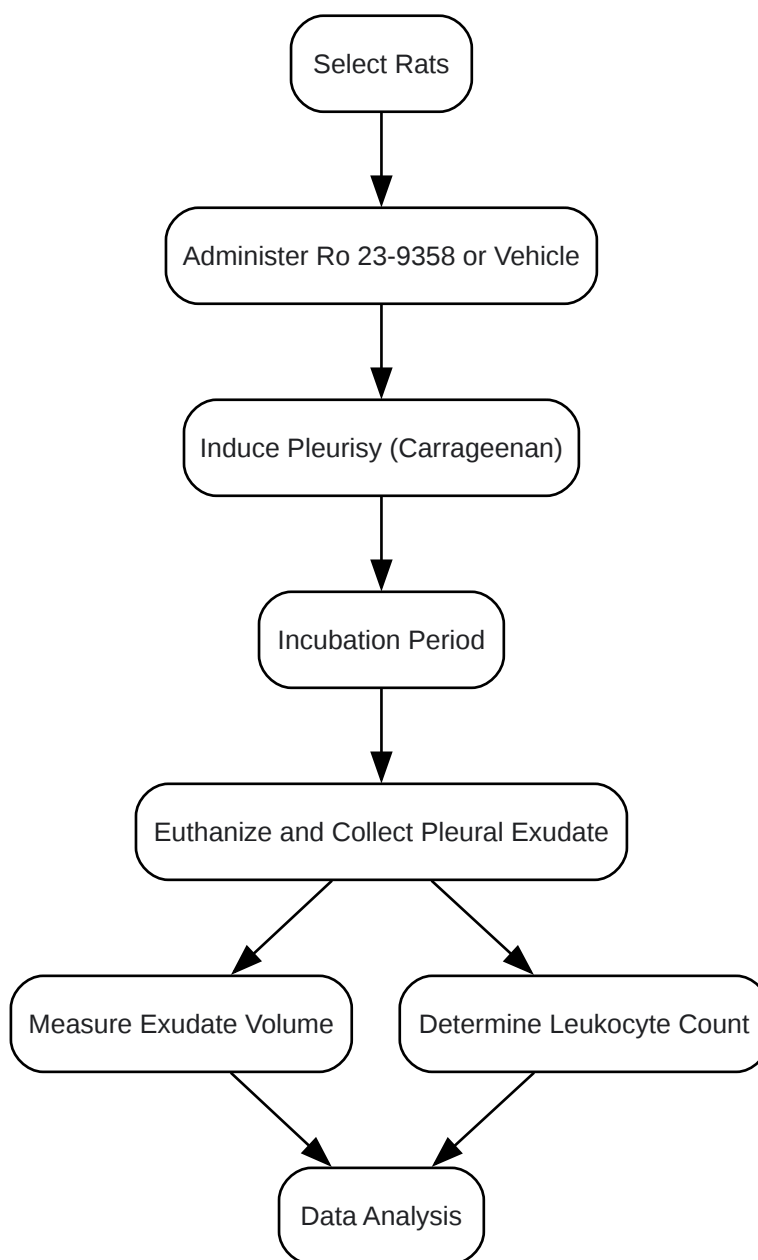 Select Rats
Administer Ro 23-9358 or Vehicle
Induce Pleurisy (Carrageenan)
Incubation Period
Euthanize and Collect Pleural Exudate
Measure Exudate Volume
Determine Leukocyte Count
Data Analysis